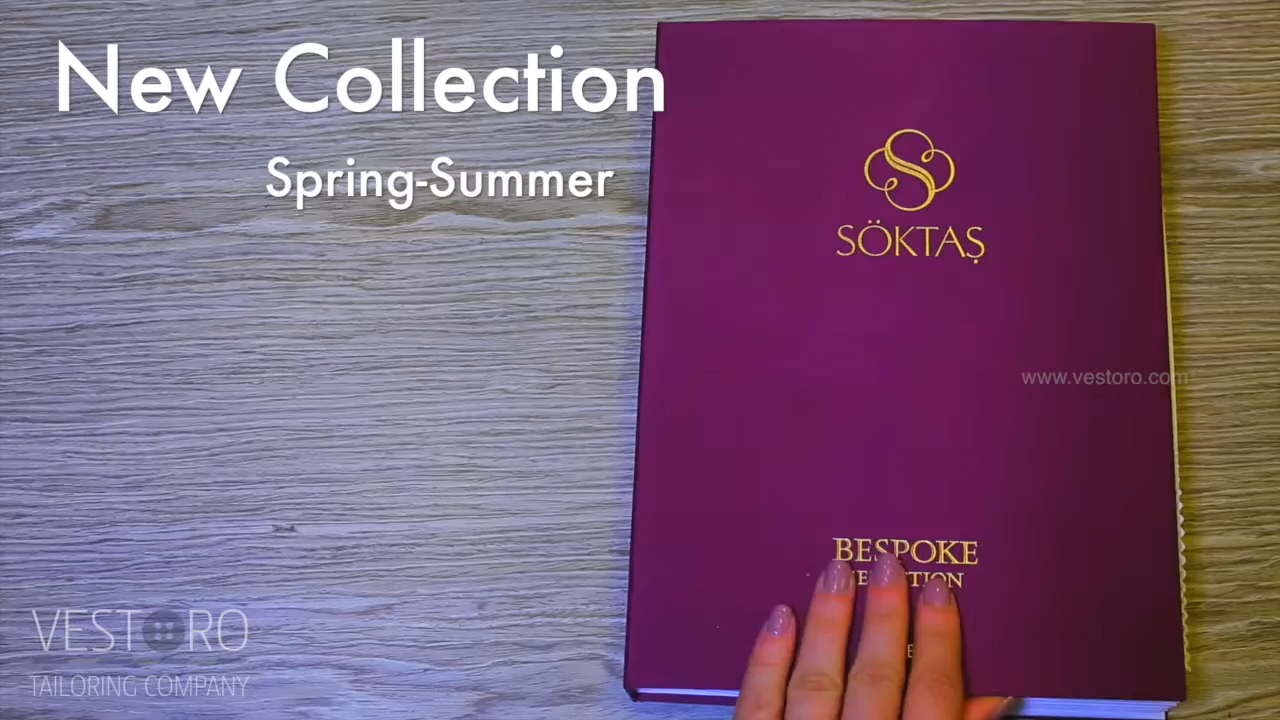 New Collection
Spring-Summer
SÖKTAŞ
www.vestoro.com
BESPOKE
VESTORO
TAILORING COMPANY